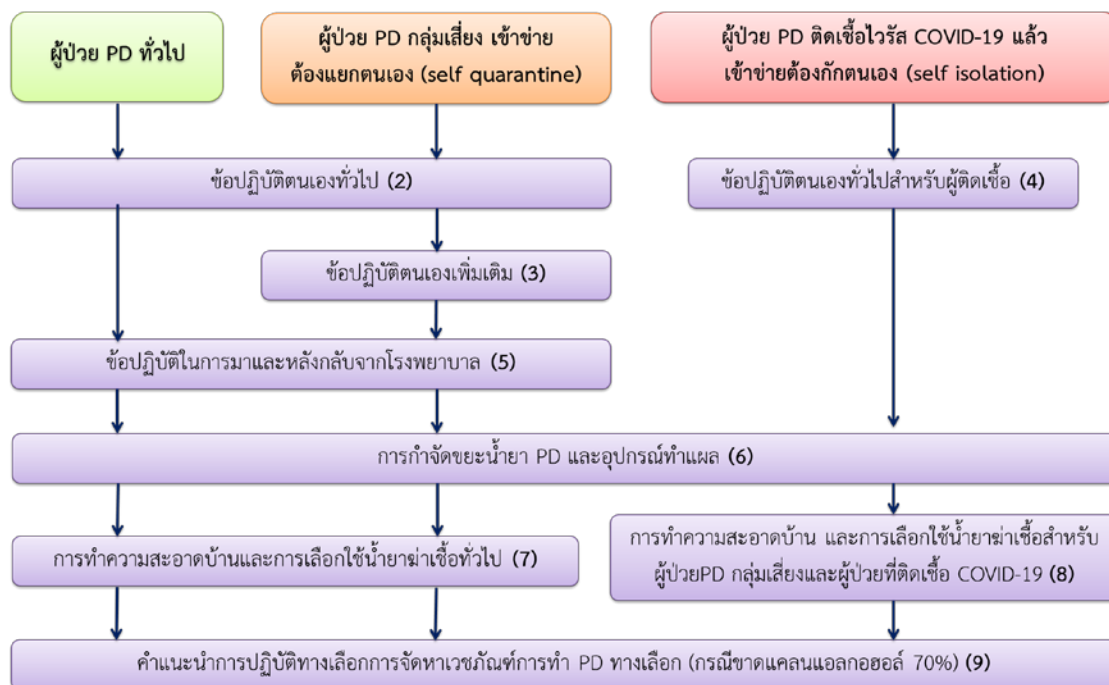 ผู้ป่วย PD ทั่วไป
ผู้ป่วย PD กลุ่มเสี่ยง เข้าข่าย
ต้องแยกตนเอง (self quarantine)
ผู้ป่วย PD ติดเชื้อไวรัส COVID-19 แล้ว
เข้าข่ายต้องกักตนเอง (self isolation)
ข้อปฏิบัติตนเองทั่วไป (2)
ข้อปฏิบัติตนเองทั่วไปสำหรับผู้ติดเชื้อ (4)
ข้อปฏิบัติตนเองเพิ่มเติม (3)
ข้อปฏิบัติในการมาและหลังกลับจากโรงพยาบาล (5)
การกำจัดขยะน้ำยา PD และอุปกรณ์ทำแผล (6)
การทำความสะอาดบ้านและการเลือกใช้น้ำยาฆ่าเชื้อทั่วไป (7)
การทำความสะอาดบ้าน และการเลือกใช้น้ำยาฆ่าเชื้อสำหรับ
ผู้ป่วยPD กลุ่มเสี่ยงและผู้ป่วยที่ติดเชื้อ COVID-19 (8)
คำแนะนำการปฏิบัติทางเลือกการจัดหาเวชภัณฑ์การทำ PD ทางเลือก (กรณีขาดแคลนแอลกอฮอล์ 70%) (9)